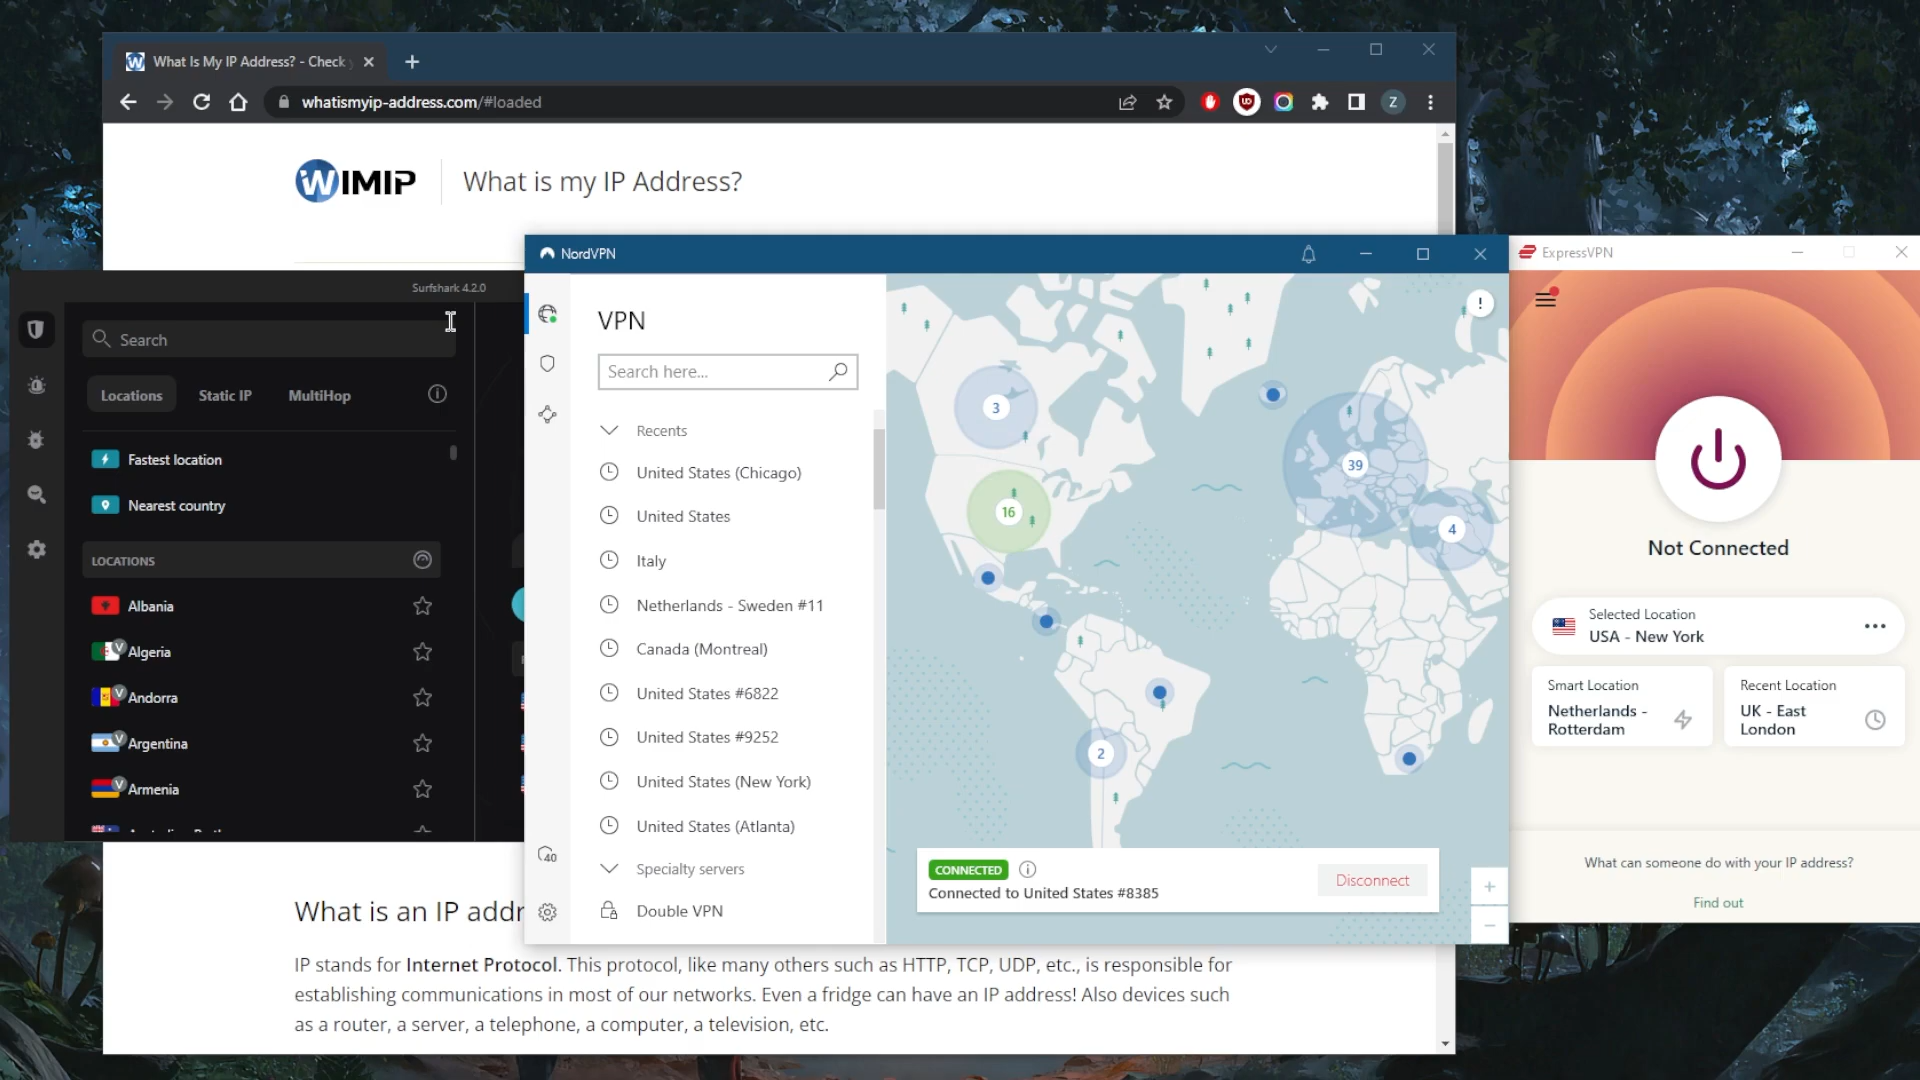 What Is My IP Address? - Check
whatismyip-address.com/#loaded
Z
WIMIP
What is my IP Address?
Surfshark 4.2.0
Search
Locations
Static IP
MultiHop
Fastest location
Nearest country
LOCATIONS
Albania
Algeria
Andorra
Argentina
Armenia
NordVPN
VPN
Search here...
Recents
United States (Chicago)
United States
Italy
Netherlands - Sweden #11
Canada (Montreal)
United States #6822
United States #9252
United States (New York)
United States (Atlanta)
Specialty servers
Double VPN
40
3
16
39
4
2
CONNECTED
Connected to United States #8385
Disconnect
ExpressVPN
Not Connected
Selected Location
USA - New York
Smart Location
Netherlands -
Rotterdam
Recent Location
UK - East
London
What can someone do with your IP address?
Find out
What is an IP addr
IP stands for Internet Protocol. This protocol, like many others such as HTTP, TCP, UDP, etc., is responsible for
establishing communications in most of our networks. Even a fridge can have an IP address! Also devices such
as a router, a server, a telephone, a computer, a television, etc.